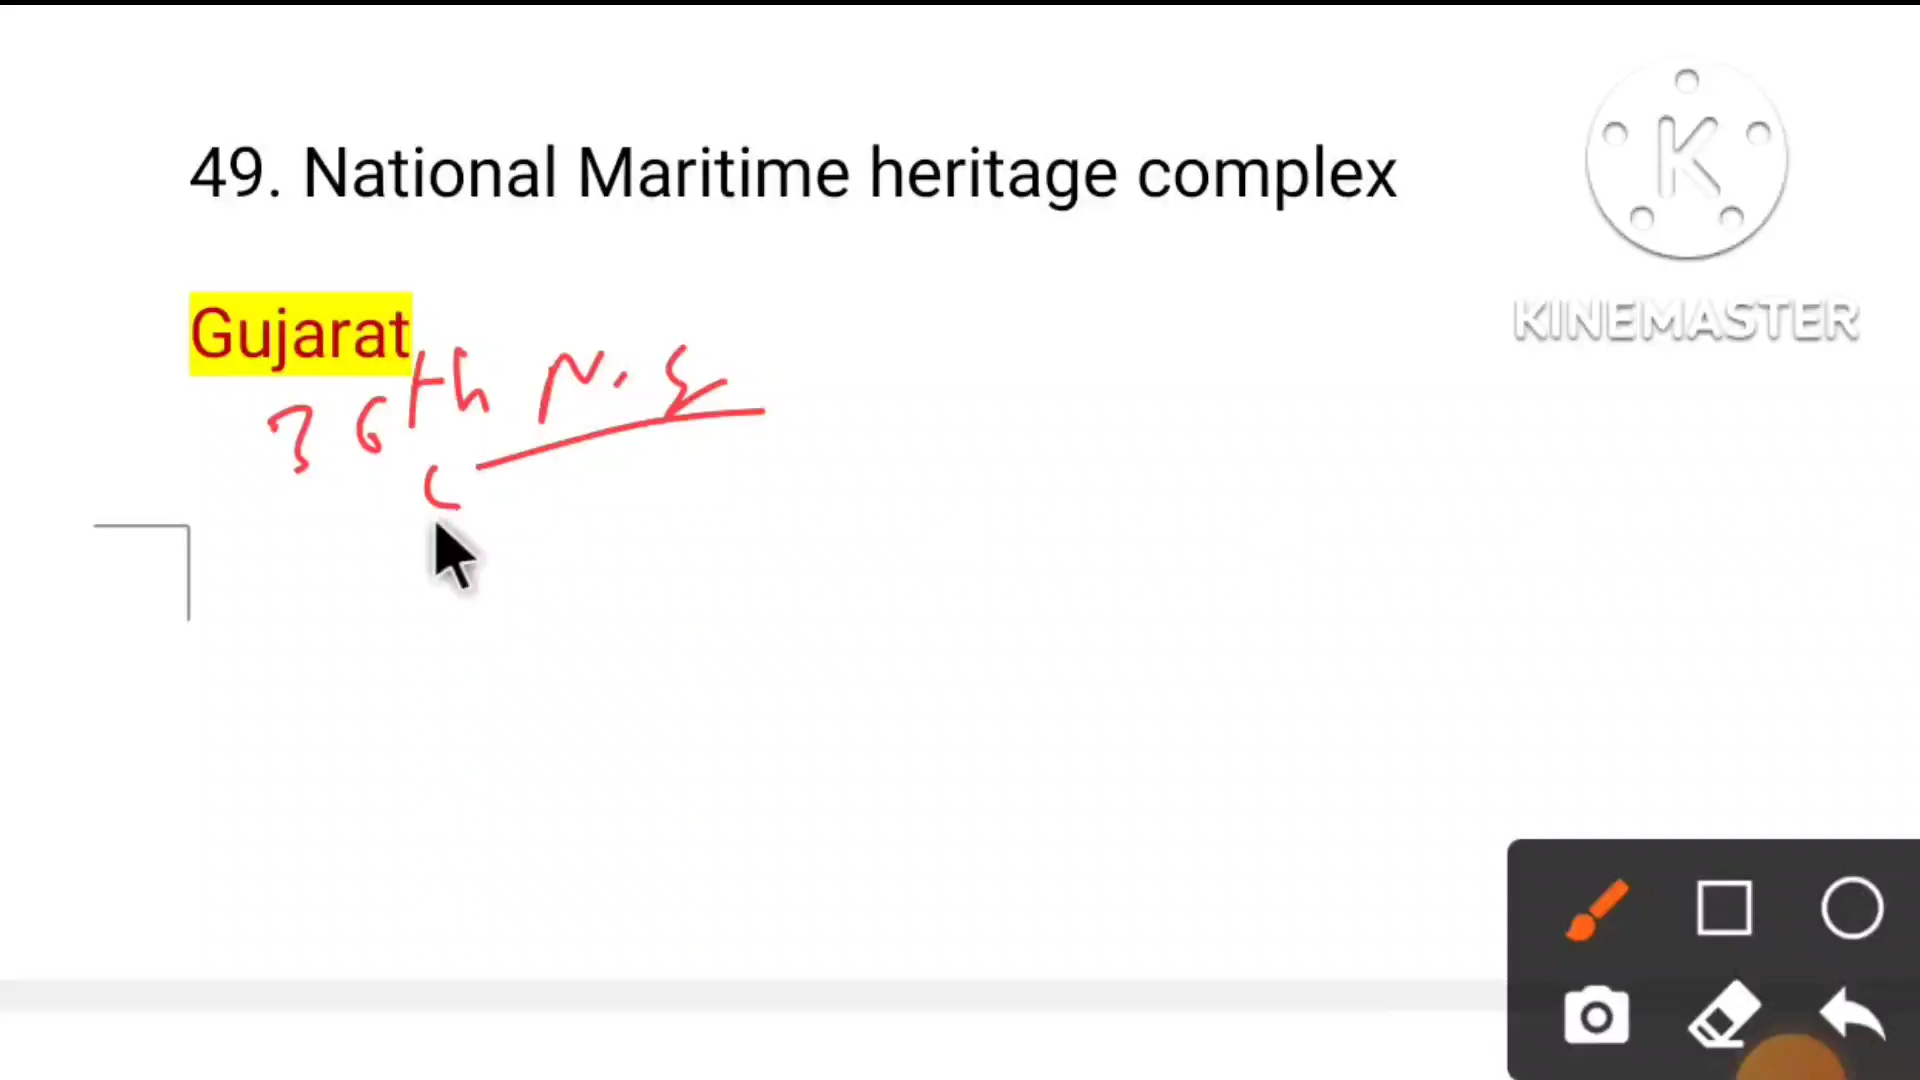 49. National Maritime heritage complex
Gujarat
36th N.
K
KINEMASTER